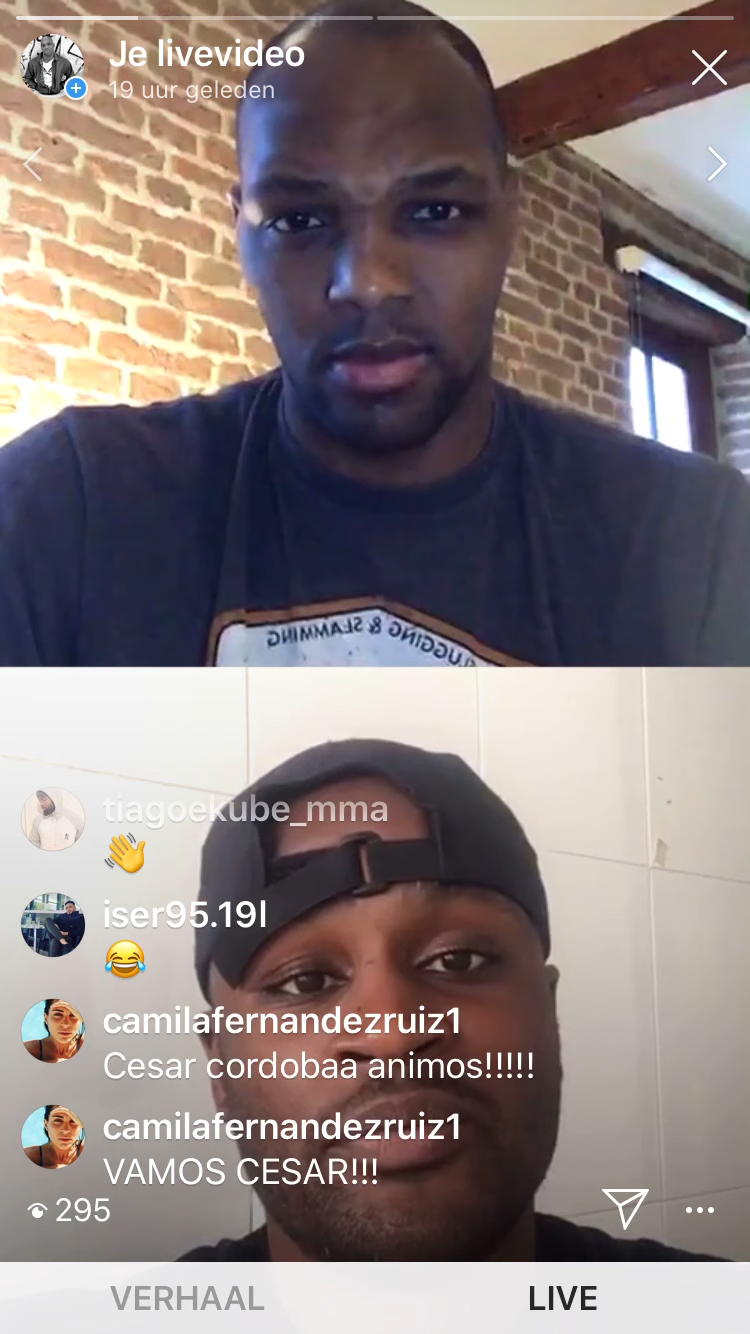 Je livevideo
19 uur geleden
LUGGING & SLAMMING
tiagoekube_mma
👋
iser95.19l
😂
camilafernandezruiz1
Cesar cordobaa animos!!!!!
camilafernandezruiz1
VAMOS CESAR!!!
295
VERHAAL
LIVE